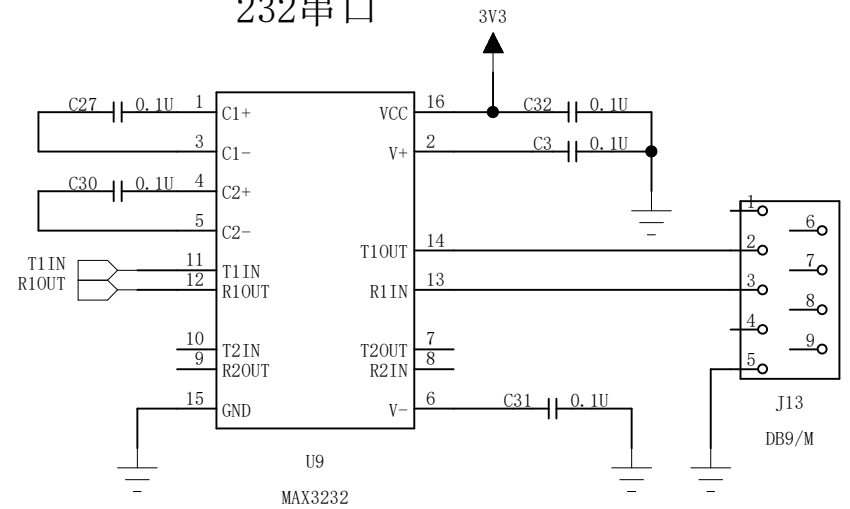 232串口
3V3
C27 0.1U 1 C1+ VCC 16 C32 0.1U
3 C1- V+ 2 C3 0.1U
C30 0.1U 4 C2+
5 C2-
T1IN 11 T1IN T1OUT 14
R1OUT 12 R1OUT R1IN 13
10 T2IN T2OUT 7
9 R2OUT R2IN 8
15 GND V- 6 C31 0.1U
U9
MAX3232
1
6
2
7
3
8
4
9
5
J13
DB9/M